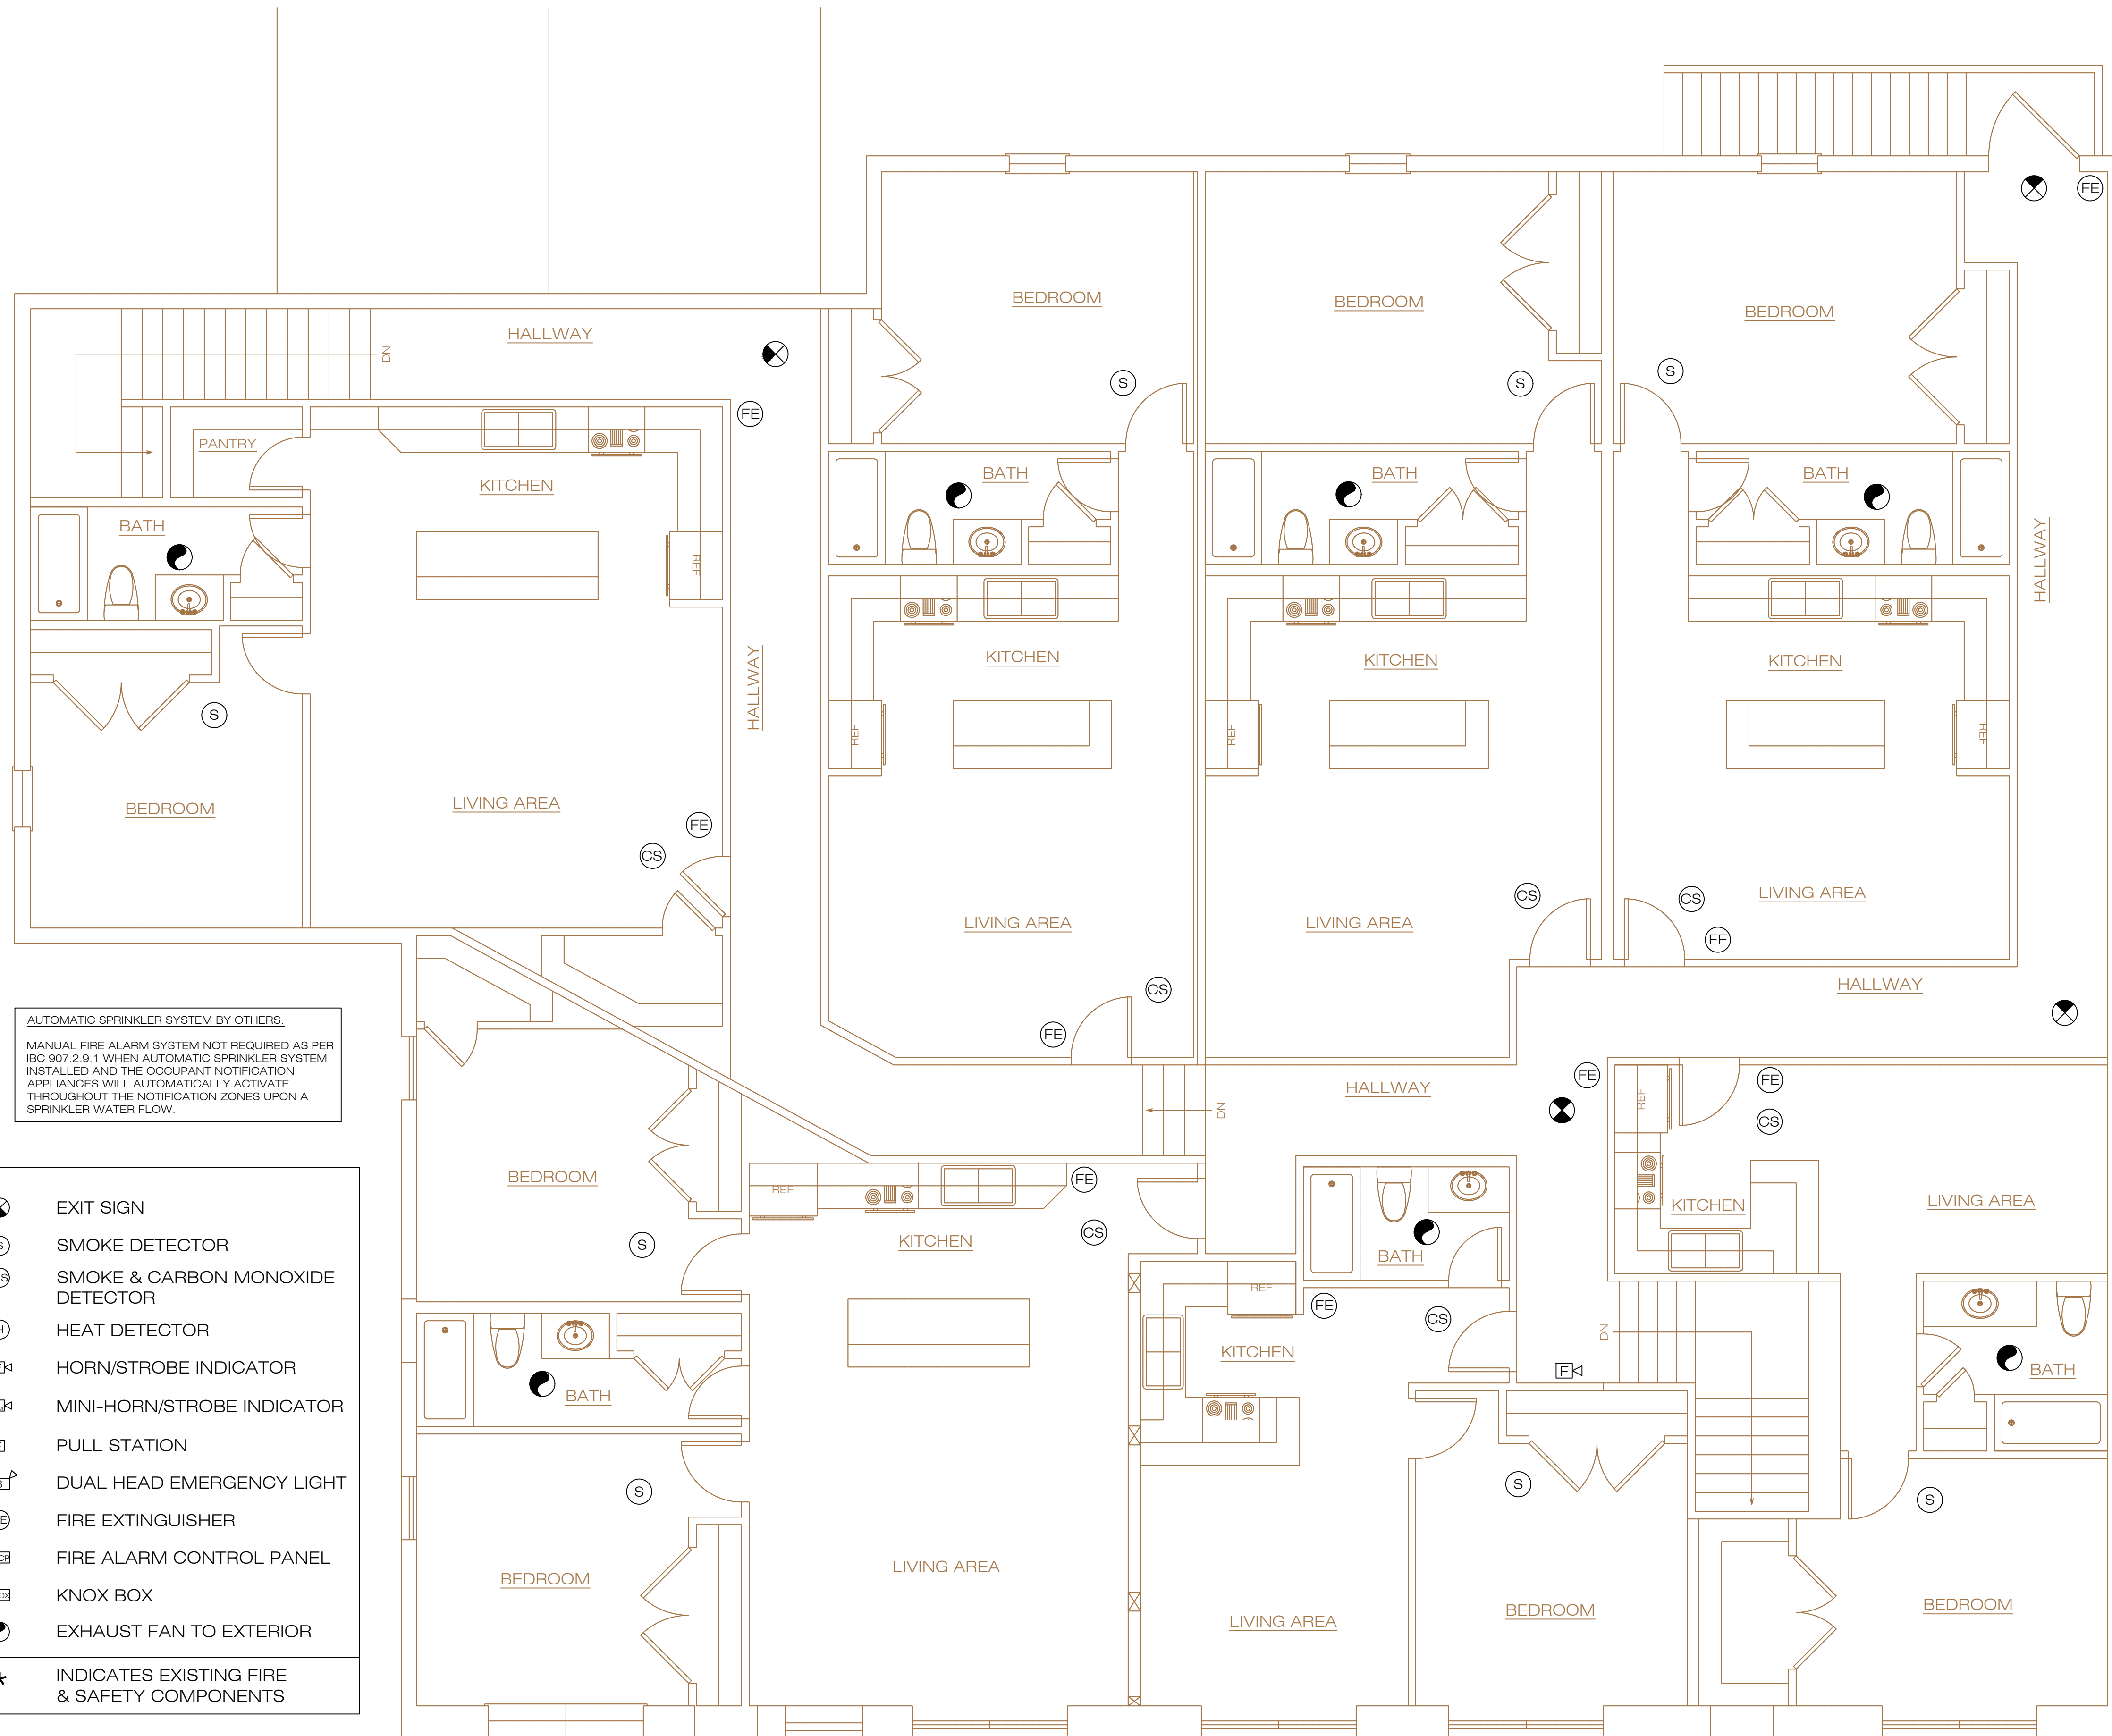 FE
BEDROOM
BEDROOM
BEDROOM
HALLWAY
DN
S
S
S
FE
PANTRY
KITCHEN
BATH
BATH
BATH
BATH
REF
HALLWAY
HALLWAY
S
KITCHEN
KITCHEN
KITCHEN
REF
REF
REF
BEDROOM
LIVING AREA
FE
CS
LIVING AREA
LIVING AREA
LIVING AREA
CS
CS
FE
CS
FE
HALLWAY
AUTOMATIC SPRINKLER SYSTEM BY OTHERS.
MANUAL FIRE ALARM SYSTEM NOT REQUIRED AS PER
IBC 907.2.9.1 WHEN AUTOMATIC SPRINKLER SYSTEM
INSTALLED AND THE OCCUPANT NOTIFICATION
APPLIANCES WILL AUTOMATICALLY ACTIVATE
THROUGHOUT THE NOTIFICATION ZONES UPON A
SPRINKLER WATER FLOW.
HALLWAY
DN
FE
FE
CS
REF
BEDROOM
REF
FE
CS
KITCHEN
S
BATH
KITCHEN
LIVING AREA
REF
FE
CS
KITCHEN
DN
F
BATH
BATH
S
S
S
BEDROOM
LIVING AREA
LIVING AREA
BEDROOM
BEDROOM
EXIT SIGN
S
SMOKE DETECTOR
SMOKE & CARBON MONOXIDE
DETECTOR
HEAT DETECTOR
HORN/STROBE INDICATOR
MINI-HORN/STROBE INDICATOR
PULL STATION
DUAL HEAD EMERGENCY LIGHT
FIRE EXTINGUISHER
FIRE ALARM CONTROL PANEL
KNOX BOX
EXHAUST FAN TO EXTERIOR
INDICATES EXISTING FIRE
& SAFETY COMPONENTS